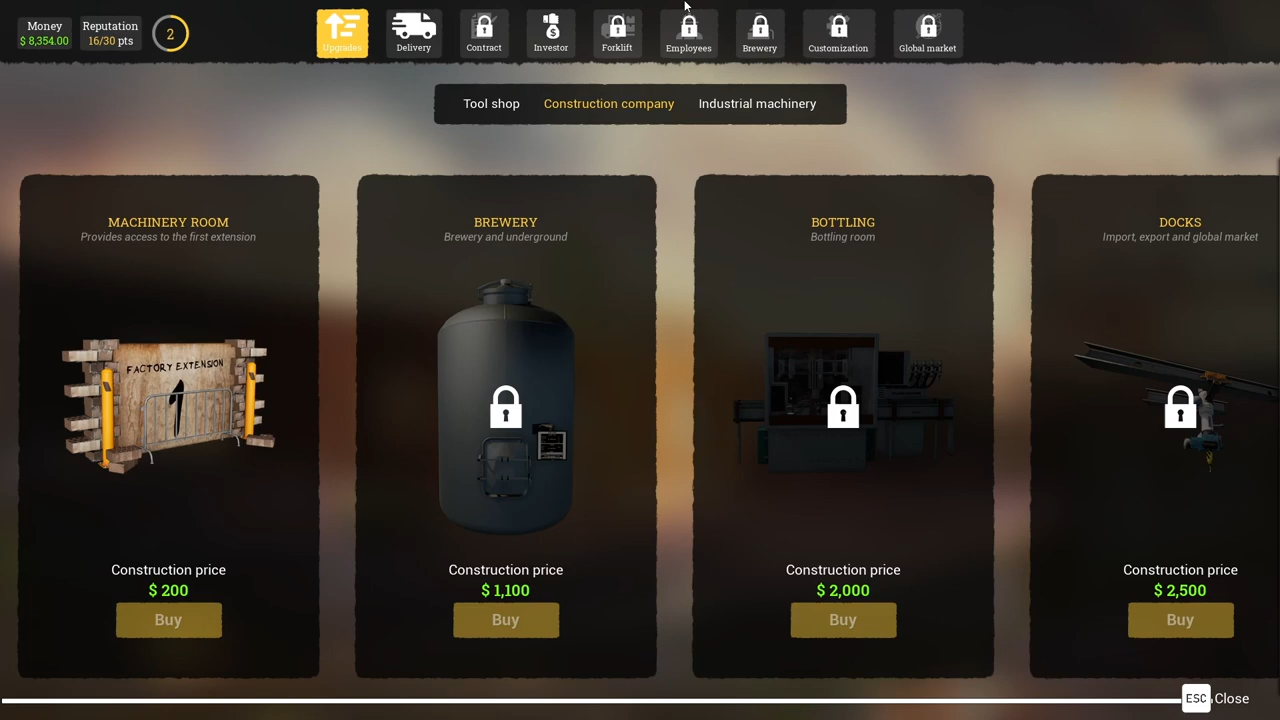 Money
$ 8,354.00
Reputation
16/30 pts
2
Upgrades
Delivery
Contract
Investor
Forklift
Employees
Brewery
Customization
Global market
Tool shop
Construction company
Industrial machinery
MACHINERY ROOM
Provides access to the first extension
FACTORY EXTENSION
1
Construction price
$ 200
Buy
BREWERY
Brewery and underground
Construction price
$ 1,100
Buy
BOTTLING
Bottling room
Construction price
$ 2,000
Buy
DOCKS
Import, export and global market
Construction price
$ 2,500
Buy
ESC Close